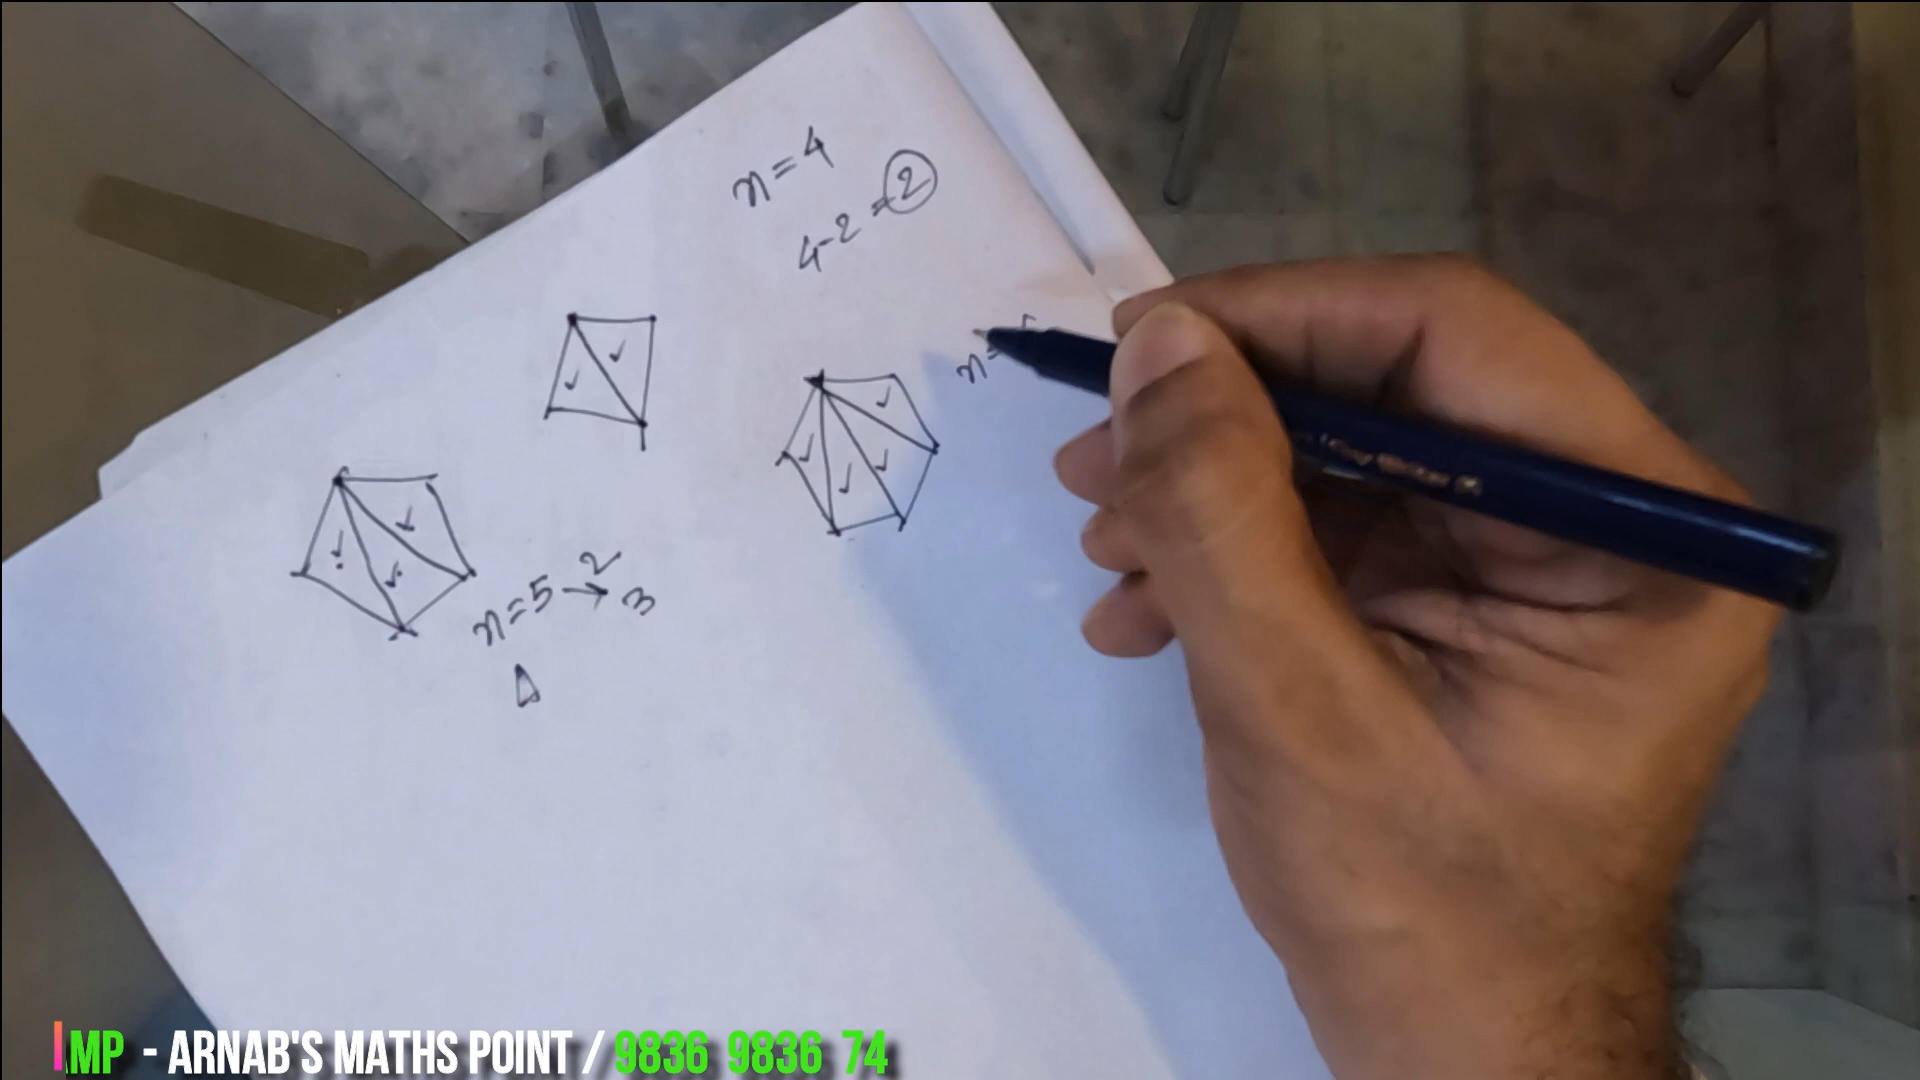 n=4
4-2=2
n=
n=5→3
2
MP - ARNAB'S MATHS POINT / 9836 9836 74